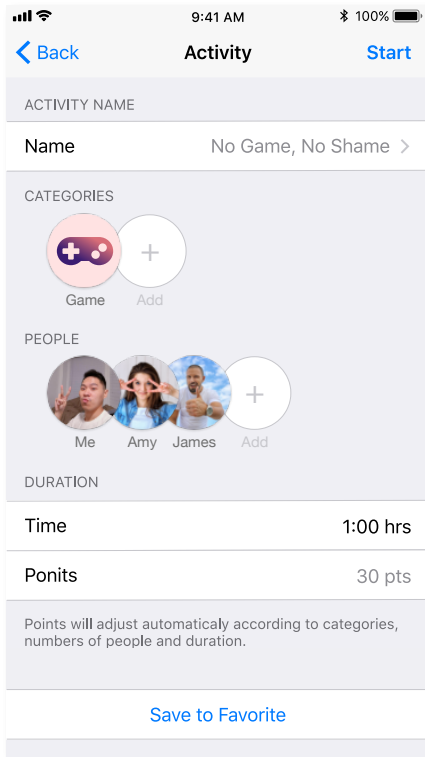 9:41 AM 100%
Back Activity Start
ACTIVITY NAME
Name No Game, No Shame
CATEGORIES
Game Add
PEOPLE
Me Amy James Add
DURATION
Time 1:00 hrs
Ponits 30 pts
Points will adjust automaticaly according to categories,
numbers of people and duration.
Save to Favorite